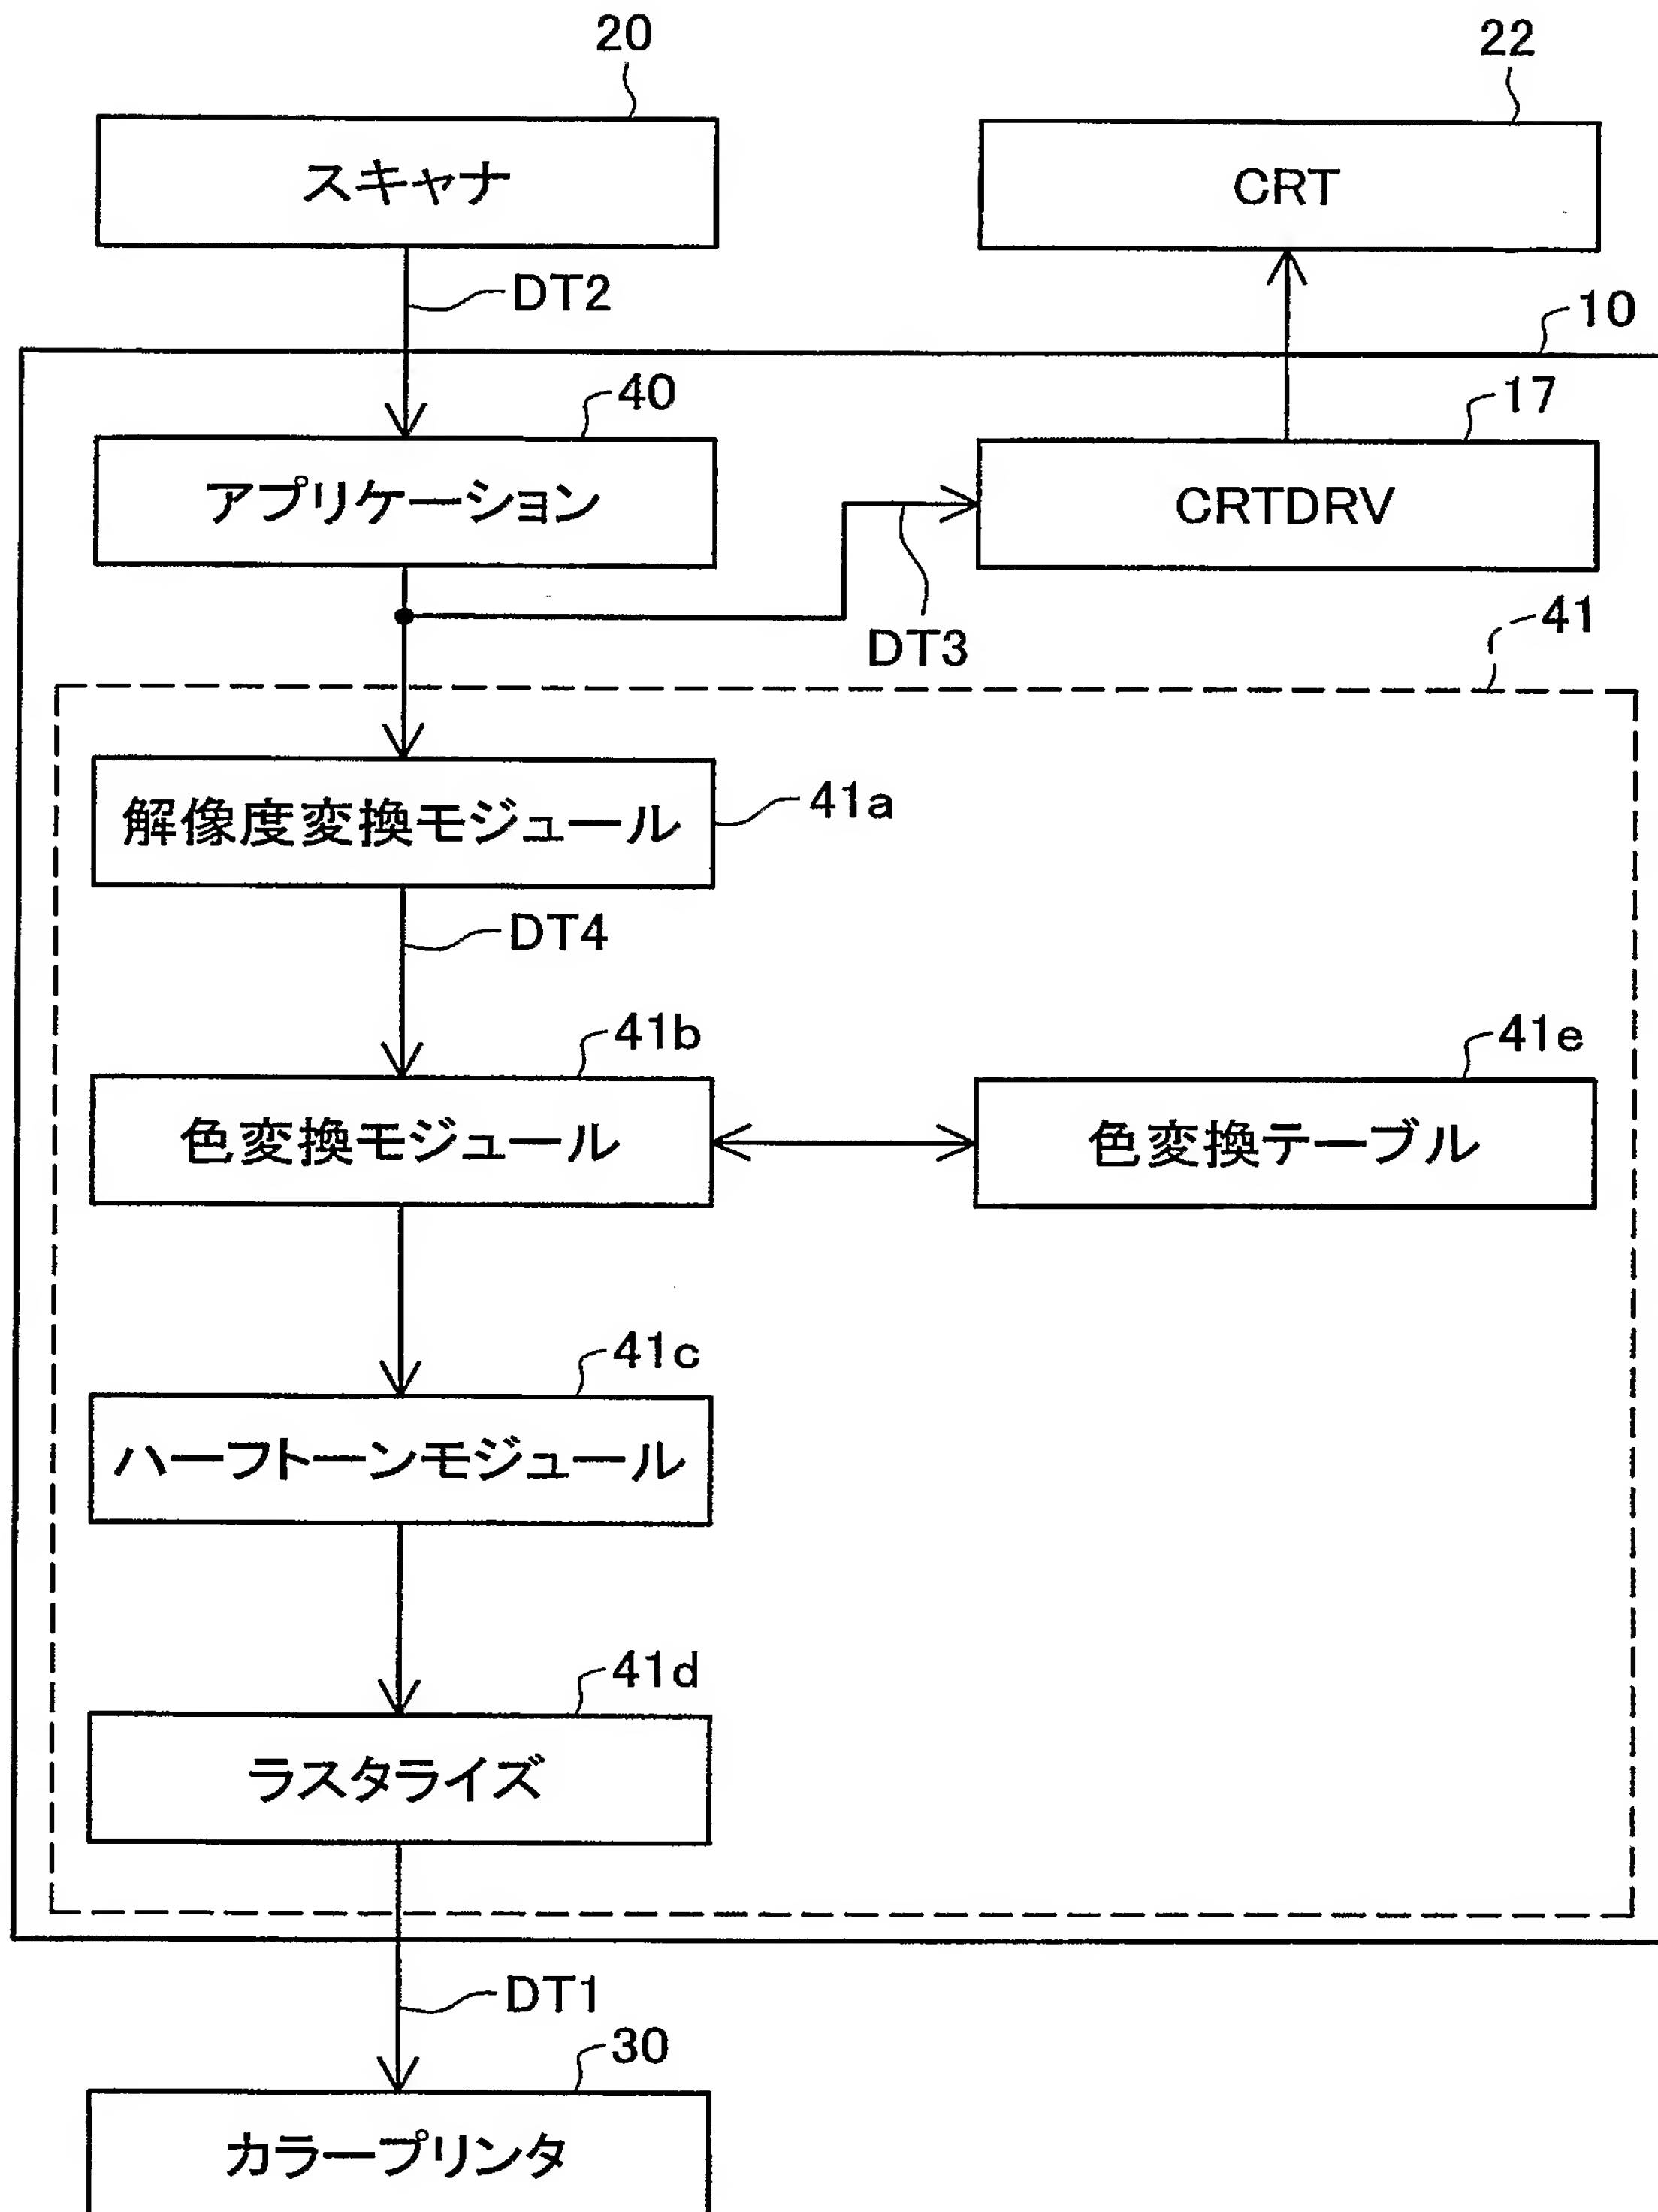 20
22
スキャナ
CRT
DT2
10
40
17
アプリケーション
CRTDRV
DT3
41
解像度変換モジュール
41a
DT4
41b
41e
色変換モジュール
色変換テーブル
41c
ハーフトーンモジュール
41d
ラスタライズ
DT1
30
カラープリンタ